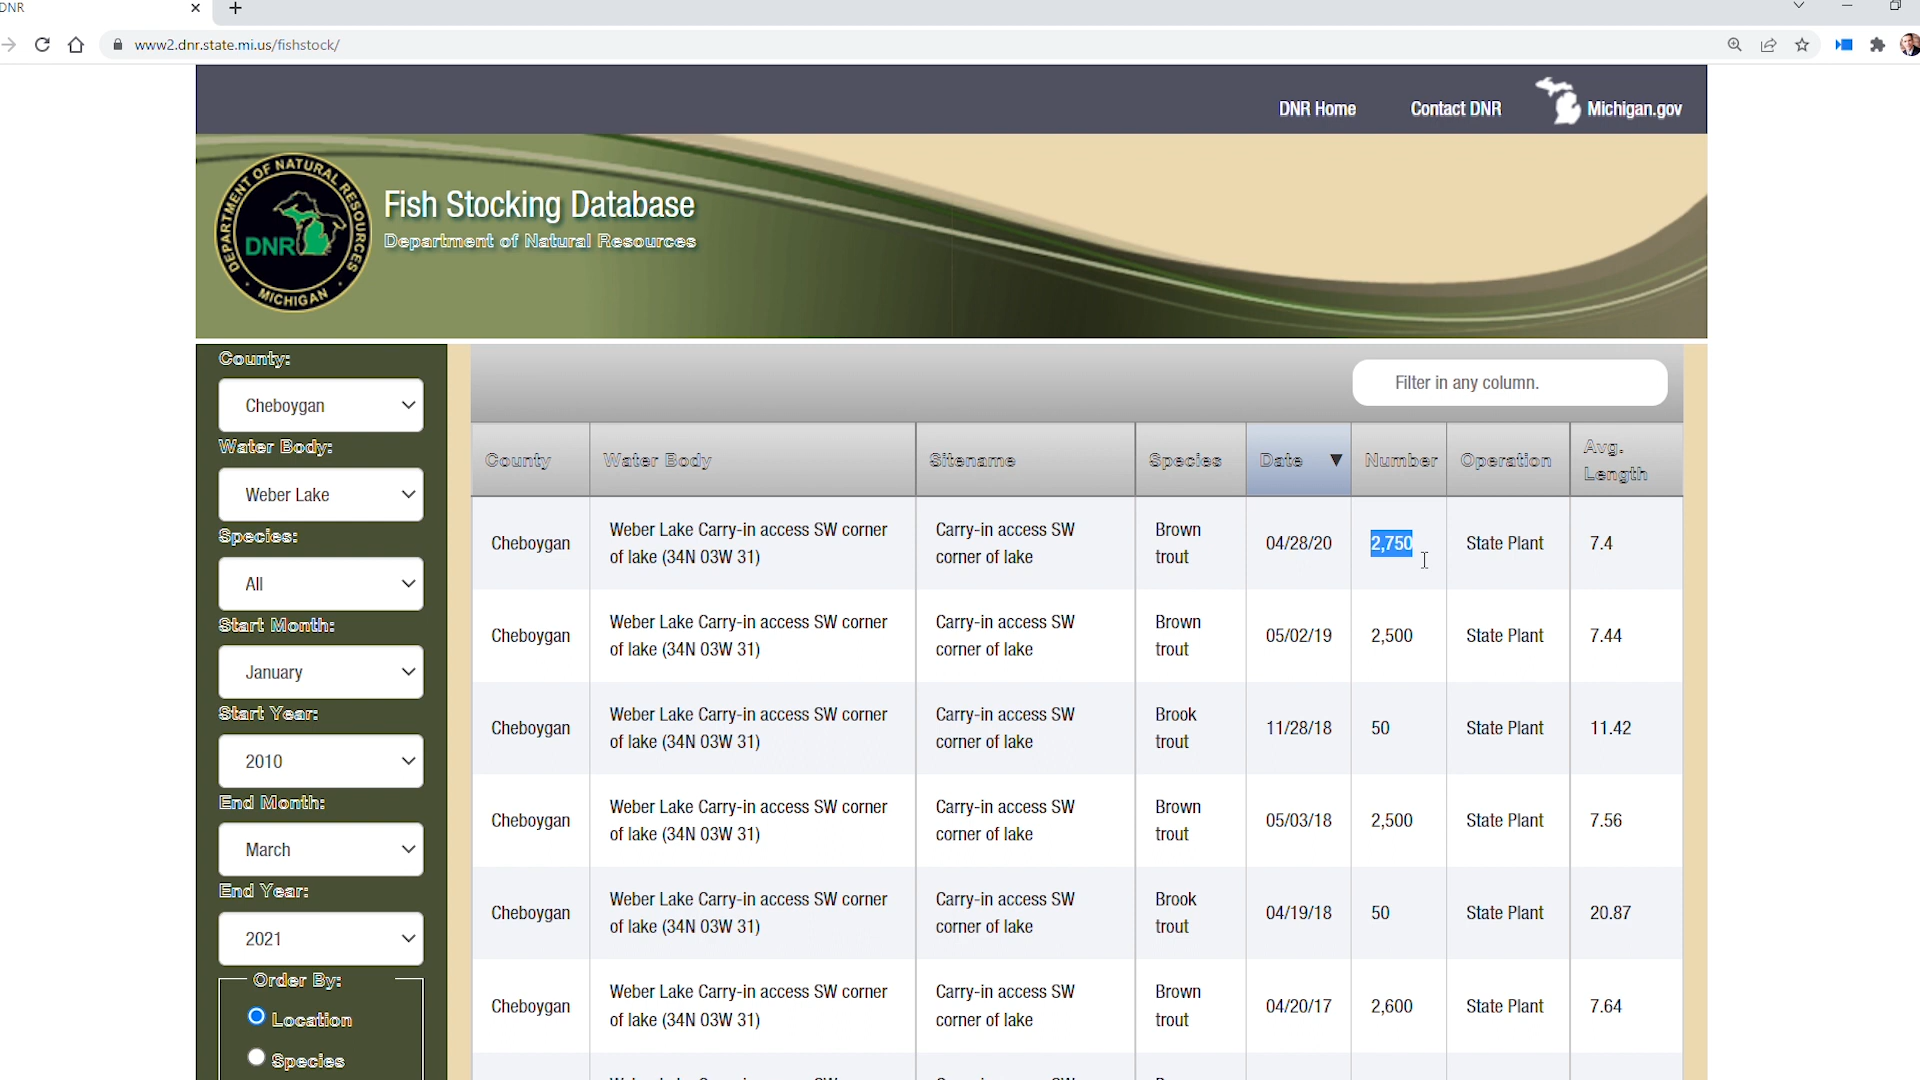 DNR
www2.dnr.state.mi.us/fishstock/
DNR Home Contact DNR Michigan.gov
DEPARTMENT OF NATURAL RESOURCES
DNR
MICHIGAN
Fish Stocking Database
Department of Natural Resources
County:
Cheboygan
Water Body:
Weber Lake
Species:
All
Start Month:
January
Start Year:
2010
End Month:
March
End Year:
2021
Order By:
Location
Species
Filter in any column.
County Water Body Sitename Species Date ▼ Number Operation Avg.
Length
Cheboygan Weber Lake Carry-in access SW corner Carry-in access SW Brown 04/28/20 2,750 State Plant 7.4
of lake (34N 03W 31) corner of lake trout
Cheboygan Weber Lake Carry-in access SW corner Carry-in access SW Brown 05/02/19 2,500 State Plant 7.44
of lake (34N 03W 31) corner of lake trout
Cheboygan Weber Lake Carry-in access SW corner Carry-in access SW Brook 11/28/18 50 State Plant 11.42
of lake (34N 03W 31) corner of lake trout
Cheboygan Weber Lake Carry-in access SW corner Carry-in access SW Brown 05/03/18 2,500 State Plant 7.56
of lake (34N 03W 31) corner of lake trout
Cheboygan Weber Lake Carry-in access SW corner Carry-in access SW Brook 04/19/18 50 State Plant 20.87
of lake (34N 03W 31) corner of lake trout
Cheboygan Weber Lake Carry-in access SW corner Carry-in access SW Brown 04/20/17 2,600 State Plant 7.64
of lake (34N 03W 31) corner of lake trout